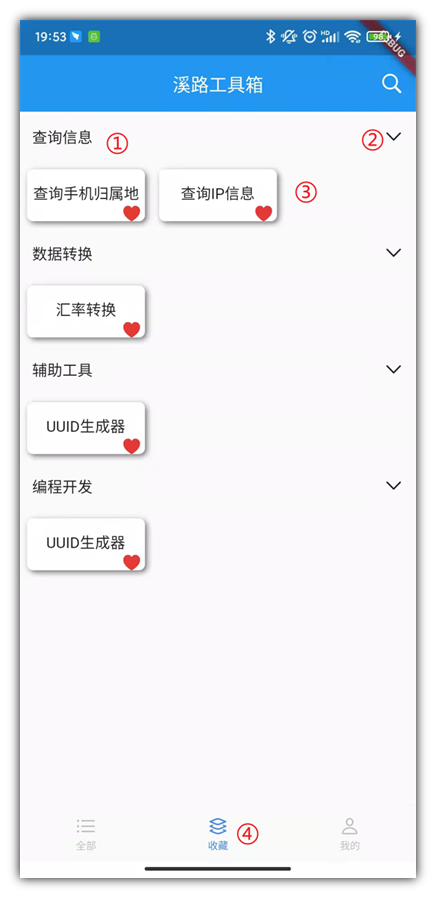 19:53 HD 98
DEBUG
溪路工具箱
查询信息 ① ②
查询手机归属地 查询IP信息 ③
数据转换
汇率转换
辅助工具
UUID生成器
编程开发
UUID生成器
全部 收藏 ④ 我的